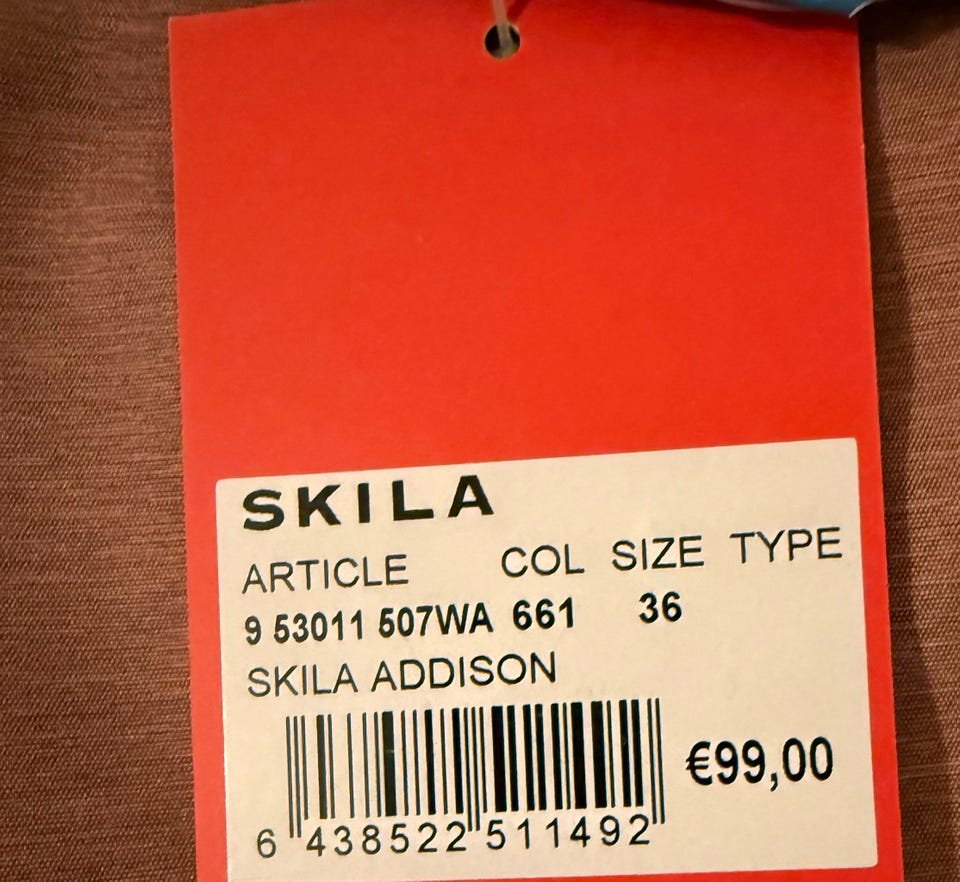 SKILA
ARTICLE COL SIZE TYPE
9 53011 507WA 661 36
SKILA ADDISON
€99,00
6 438522 511492